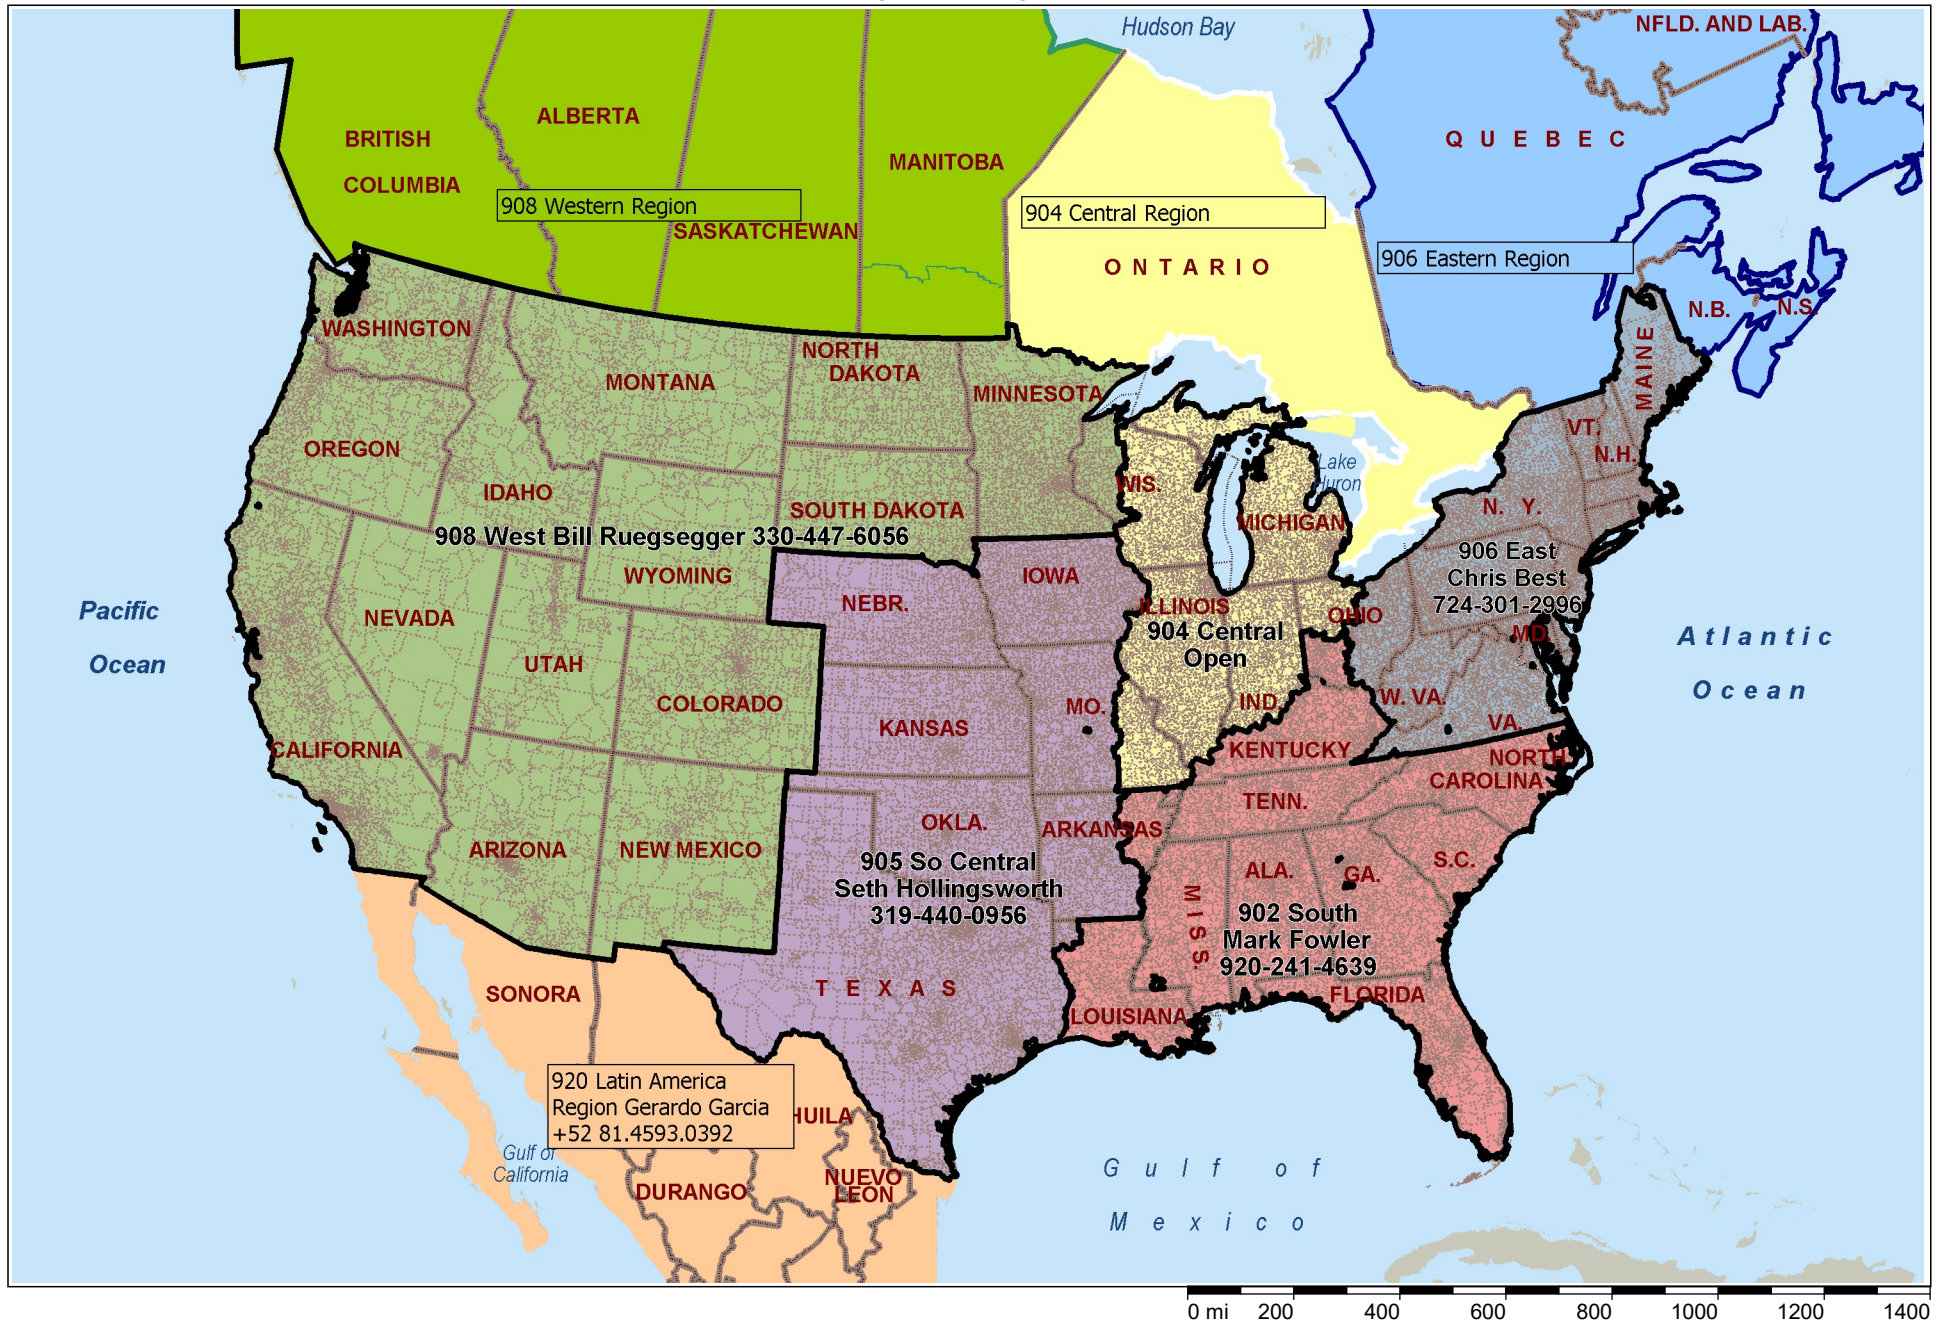 Hudson Bay
NFLD. AND LAB.
ALBERTA
BRITISH
COLUMBIA
MANITOBA
QUEBEC
908 Western Region
SASKATCHEWAN
904 Central Region
ONTARIO
906 Eastern Region
N.B.
N.S.
WASHINGTON
MONTANA
NORTH
DAKOTA
MINNESOTA
MAINE
OREGON
IDAHO
SOUTH DAKOTA
WIS.
Lake
Huron
MICHIGAN
VT.
N.H.
N. Y.
908 West Bill Ruegsegger 330-447-6056
WYOMING
NEBR.
IOWA
ILLINOIS
OHIO
906 East
Chris Best
724-301-2996
MD.
904 Central
Open
Pacific
Ocean
NEVADA
UTAH
COLORADO
KANSAS
MO.
IND.
W. VA.
VA.
Atlantic
Ocean
CALIFORNIA
KENTUCKY
NORTH
CAROLINA
ARIZONA
NEW MEXICO
OKLA.
ARKANSAS
TENN.
S.C.
905 So Central
Seth Hollingsworth
319-440-0956
MISS.
ALA.
GA.
902 South
Mark Fowler
920-241-4639
SONORA
TEXAS
LOUISIANA
FLORIDA
920 Latin America
Region Gerardo Garcia
+52 81.4593.0392
HUILA
Gulf of
California
DURANGO
NUEVO
LEON
Gulf of
Mexico
0 mi 200 400 600 800 1000 1200 1400